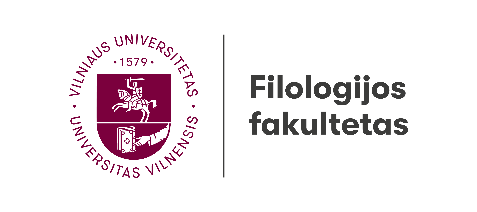 VILNIAUS UNIVERSITETAS
· 1579 ·
UNIVERSITAS VILNENSIS
Filologijos
fakultetas